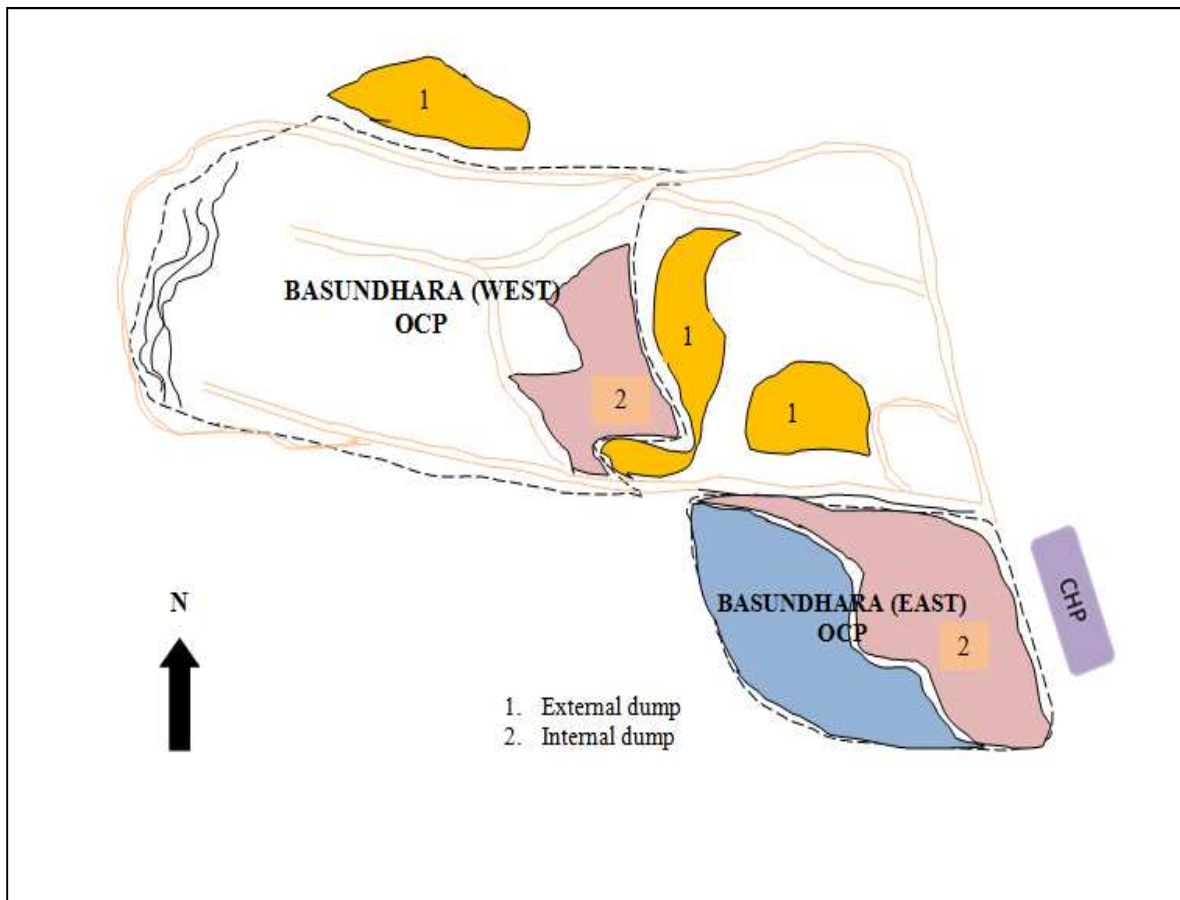 1
BASUNDHARA (WEST)
OCP
1
2
1
BASUNDHARA (EAST)
OCP
2
CHP
N
1. External dump
2. Internal dump